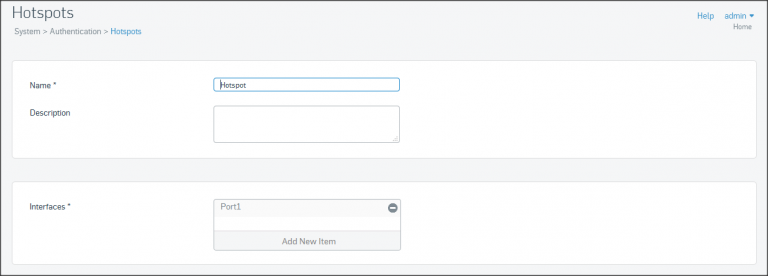 Hotspots
Help admin
System > Authentication > Hotspots
Home
Name *
Hotspot
Description
Interfaces *
Port1
Add New Item